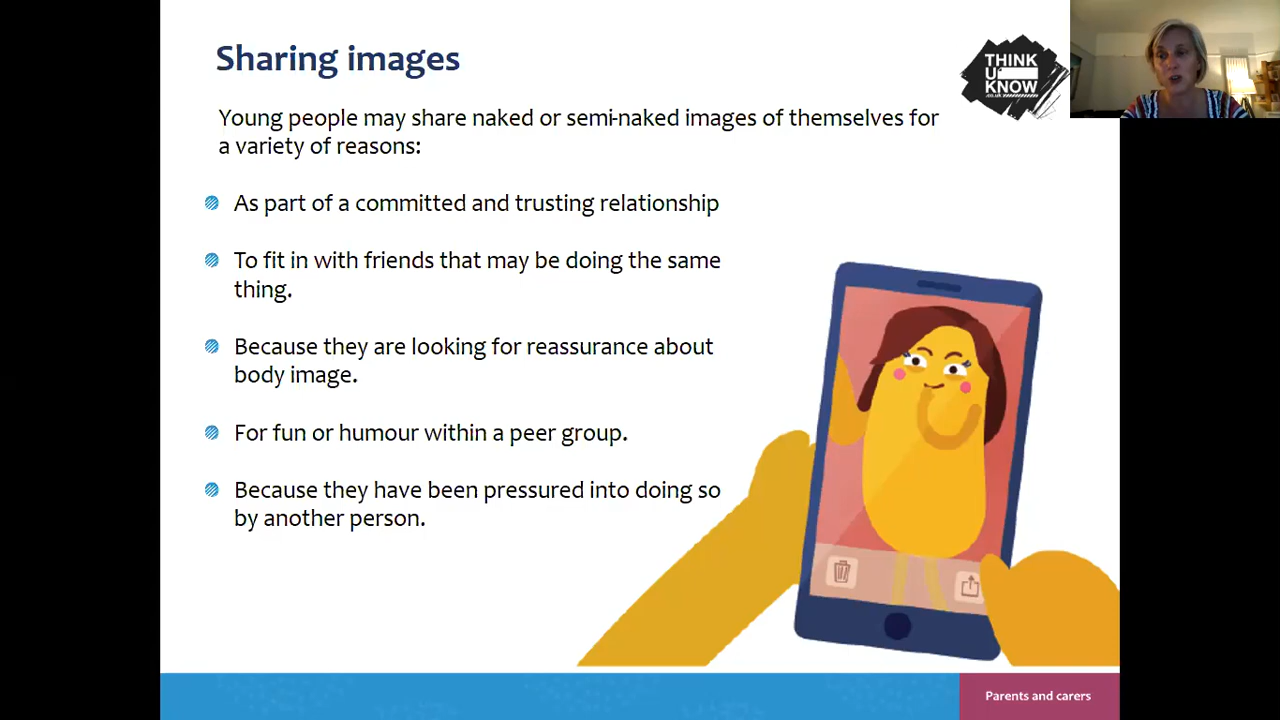 Sharing images
THINK
U
KNOW
.co.uk
Young people may share naked or semi-naked images of themselves for
a variety of reasons:
As part of a committed and trusting relationship
To fit in with friends that may be doing the same
thing.
Because they are looking for reassurance about
body image.
For fun or humour within a peer group.
Because they have been pressured into doing so
by another person.
Parents and carers